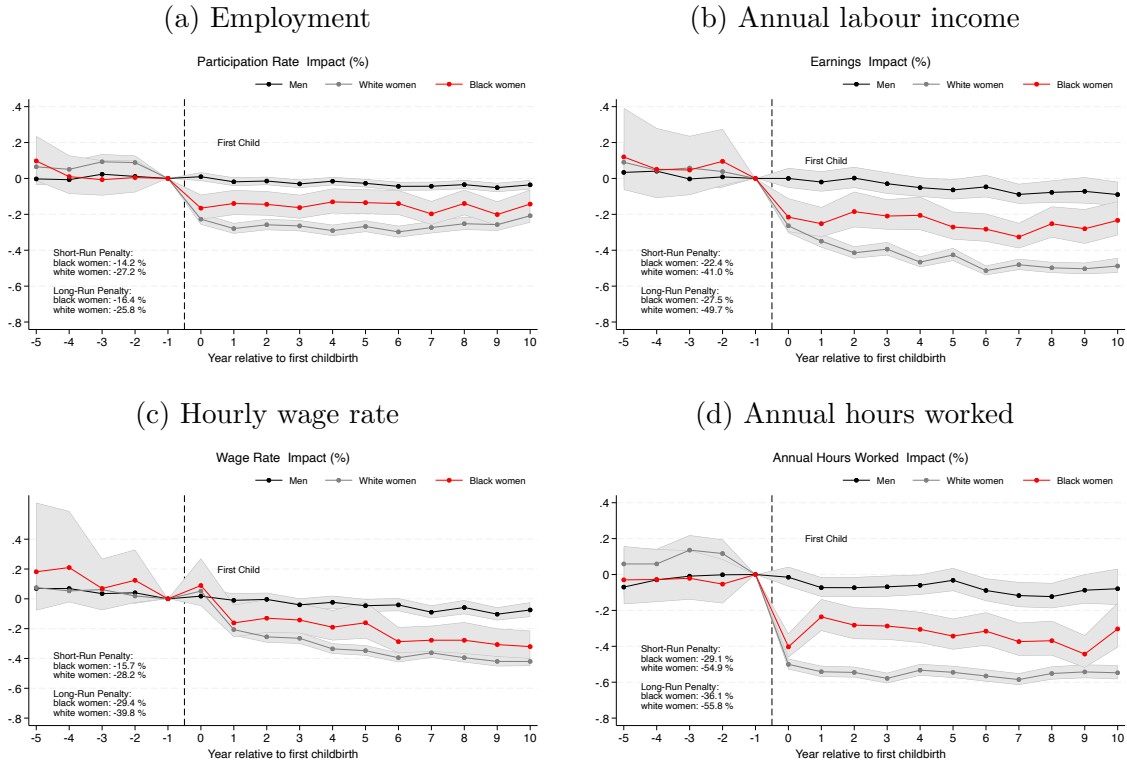 (a) Employment
Participation Rate  Impact (%)
Men White women Black women
.4
.2
0
-.2
-.4
-.6
-.8
First Child
Short-Run Penalty:
black women: -14.2 %
white women: -27.2 %
Long-Run Penalty:
black women: -16.4 %
white women: -25.8 %
-5 -4 -3 -2 -1 0 1 2 3 4 5 6 7 8 9 10
Year relative to first childbirth
(b) Annual labour income
Earnings  Impact (%)
Men White women Black women
.4
.2
0
-.2
-.4
-.6
-.8
First Child
Short-Run Penalty:
black women: -22.4 %
white women: -41.0 %
Long-Run Penalty:
black women: -27.5 %
white women: -49.7 %
-5 -4 -3 -2 -1 0 1 2 3 4 5 6 7 8 9 10
Year relative to first childbirth
(c) Hourly wage rate
Wage Rate  Impact (%)
Men White women Black women
.4
.2
0
-.2
-.4
-.6
-.8
First Child
Short-Run Penalty:
black women: -15.7 %
white women: -28.2 %
Long-Run Penalty:
black women: -29.4 %
white women: -39.8 %
-5 -4 -3 -2 -1 0 1 2 3 4 5 6 7 8 9 10
Year relative to first childbirth
(d) Annual hours worked
Annual Hours Worked  Impact (%)
Men White women Black women
.4
.2
0
-.2
-.4
-.6
-.8
First Child
Short-Run Penalty:
black women: -29.1 %
white women: -54.9 %
Long-Run Penalty:
black women: -36.1 %
white women: -55.8 %
-5 -4 -3 -2 -1 0 1 2 3 4 5 6 7 8 9 10
Year relative to first childbirth